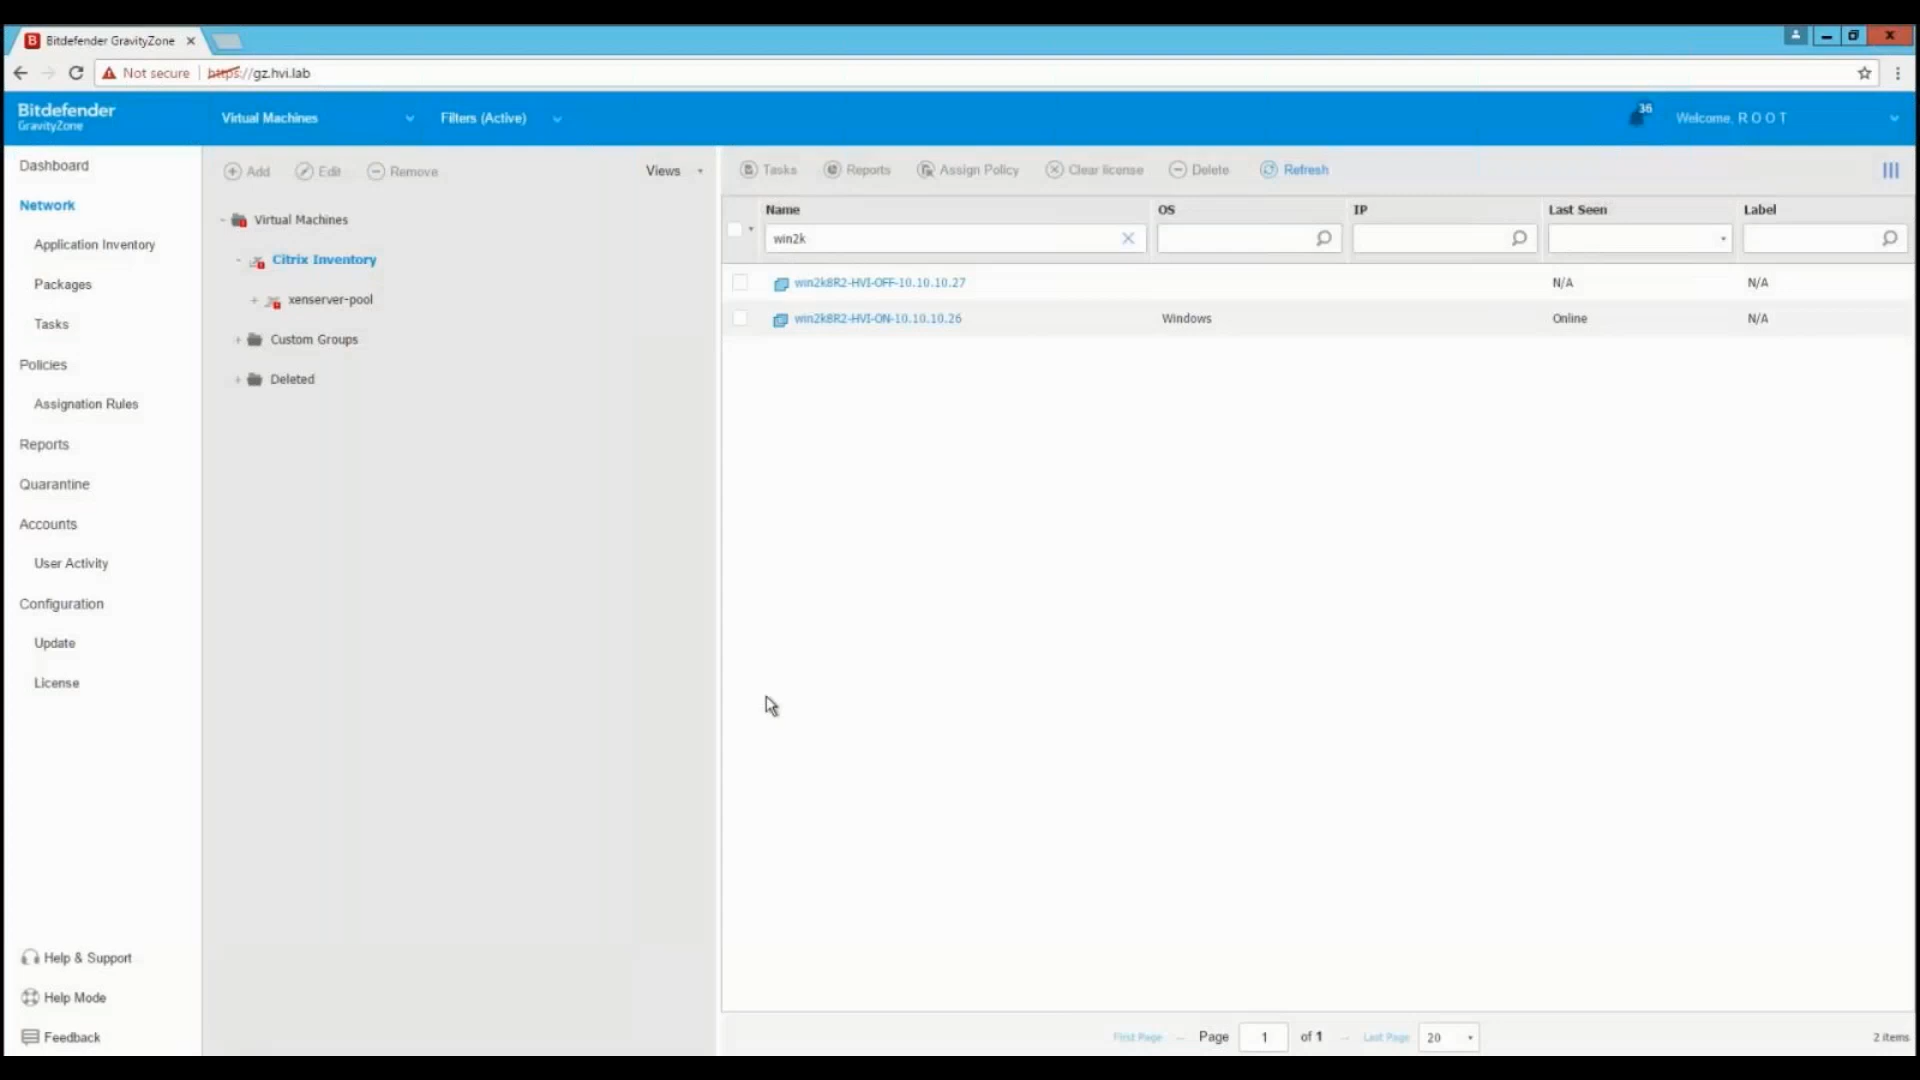 Bitdefender GravityZone
Not secure | https://gz.hvi.lab
Bitdefender
GravityZone
Virtual Machines
Filters (Active)
36
Welcome, R O O T
Dashboard
Network
Application Inventory
Packages
Tasks
Policies
Assignation Rules
Reports
Quarantine
Accounts
User Activity
Configuration
Update
License
Help & Support
Help Mode
Feedback
Add Edit Remove Views
Virtual Machines
Citrix Inventory
xenserver-pool
Custom Groups
Deleted
Tasks Reports Assign Policy Clear license Delete Refresh
Name OS IP Last Seen Label
win2k
win2k8R2-HVI-OFF-10.10.10.27 N/A N/A
win2k8R2-HVI-ON-10.10.10.26 Windows Online N/A
First Page Page 1 of 1 Last Page 20 2 items